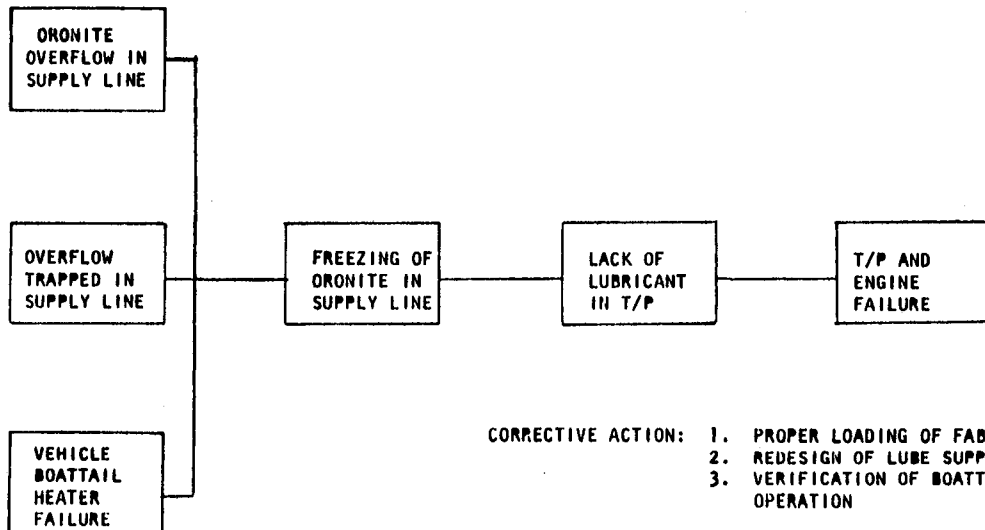 ORONITE
OVERFLOW IN
SUPPLY LINE
OVERFLOW
TRAPPED IN
SUPPLY LINE
FREEZING OF
ORONITE IN
SUPPLY LINE
LACK OF
LUBRICANT
IN T/P
T/P AND
ENGINE
FAILURE
VEHICLE
BOATTAIL
HEATER
FAILURE
CORRECTIVE ACTION: 1. PROPER LOADING OF FAB
2. REDESIGN OF LUBE SUPP
3. VERIFICATION OF BOATT
OPERATION